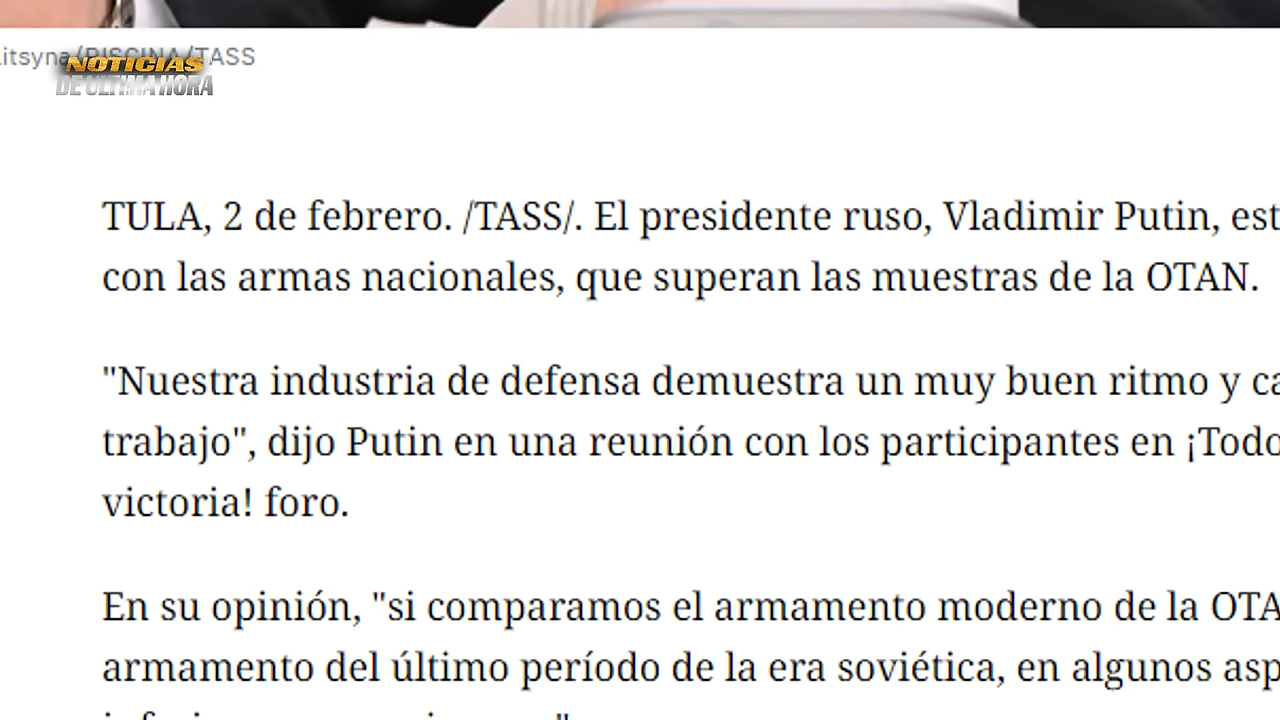 itsyna/PISCINA/TASS
NOTICIAS
DE ULTIMA HORA
TULA, 2 de febrero. /TASS/. El presidente ruso, Vladimir Putin, est
con las armas nacionales, que superan las muestras de la OTAN.
"Nuestra industria de defensa demuestra un muy buen ritmo y ca
trabajo", dijo Putin en una reunión con los participantes en ¡Todo
victoria! foro.
En su opinión, "si comparamos el armamento moderno de la OTA
armamento del último período de la era soviética, en algunos asp